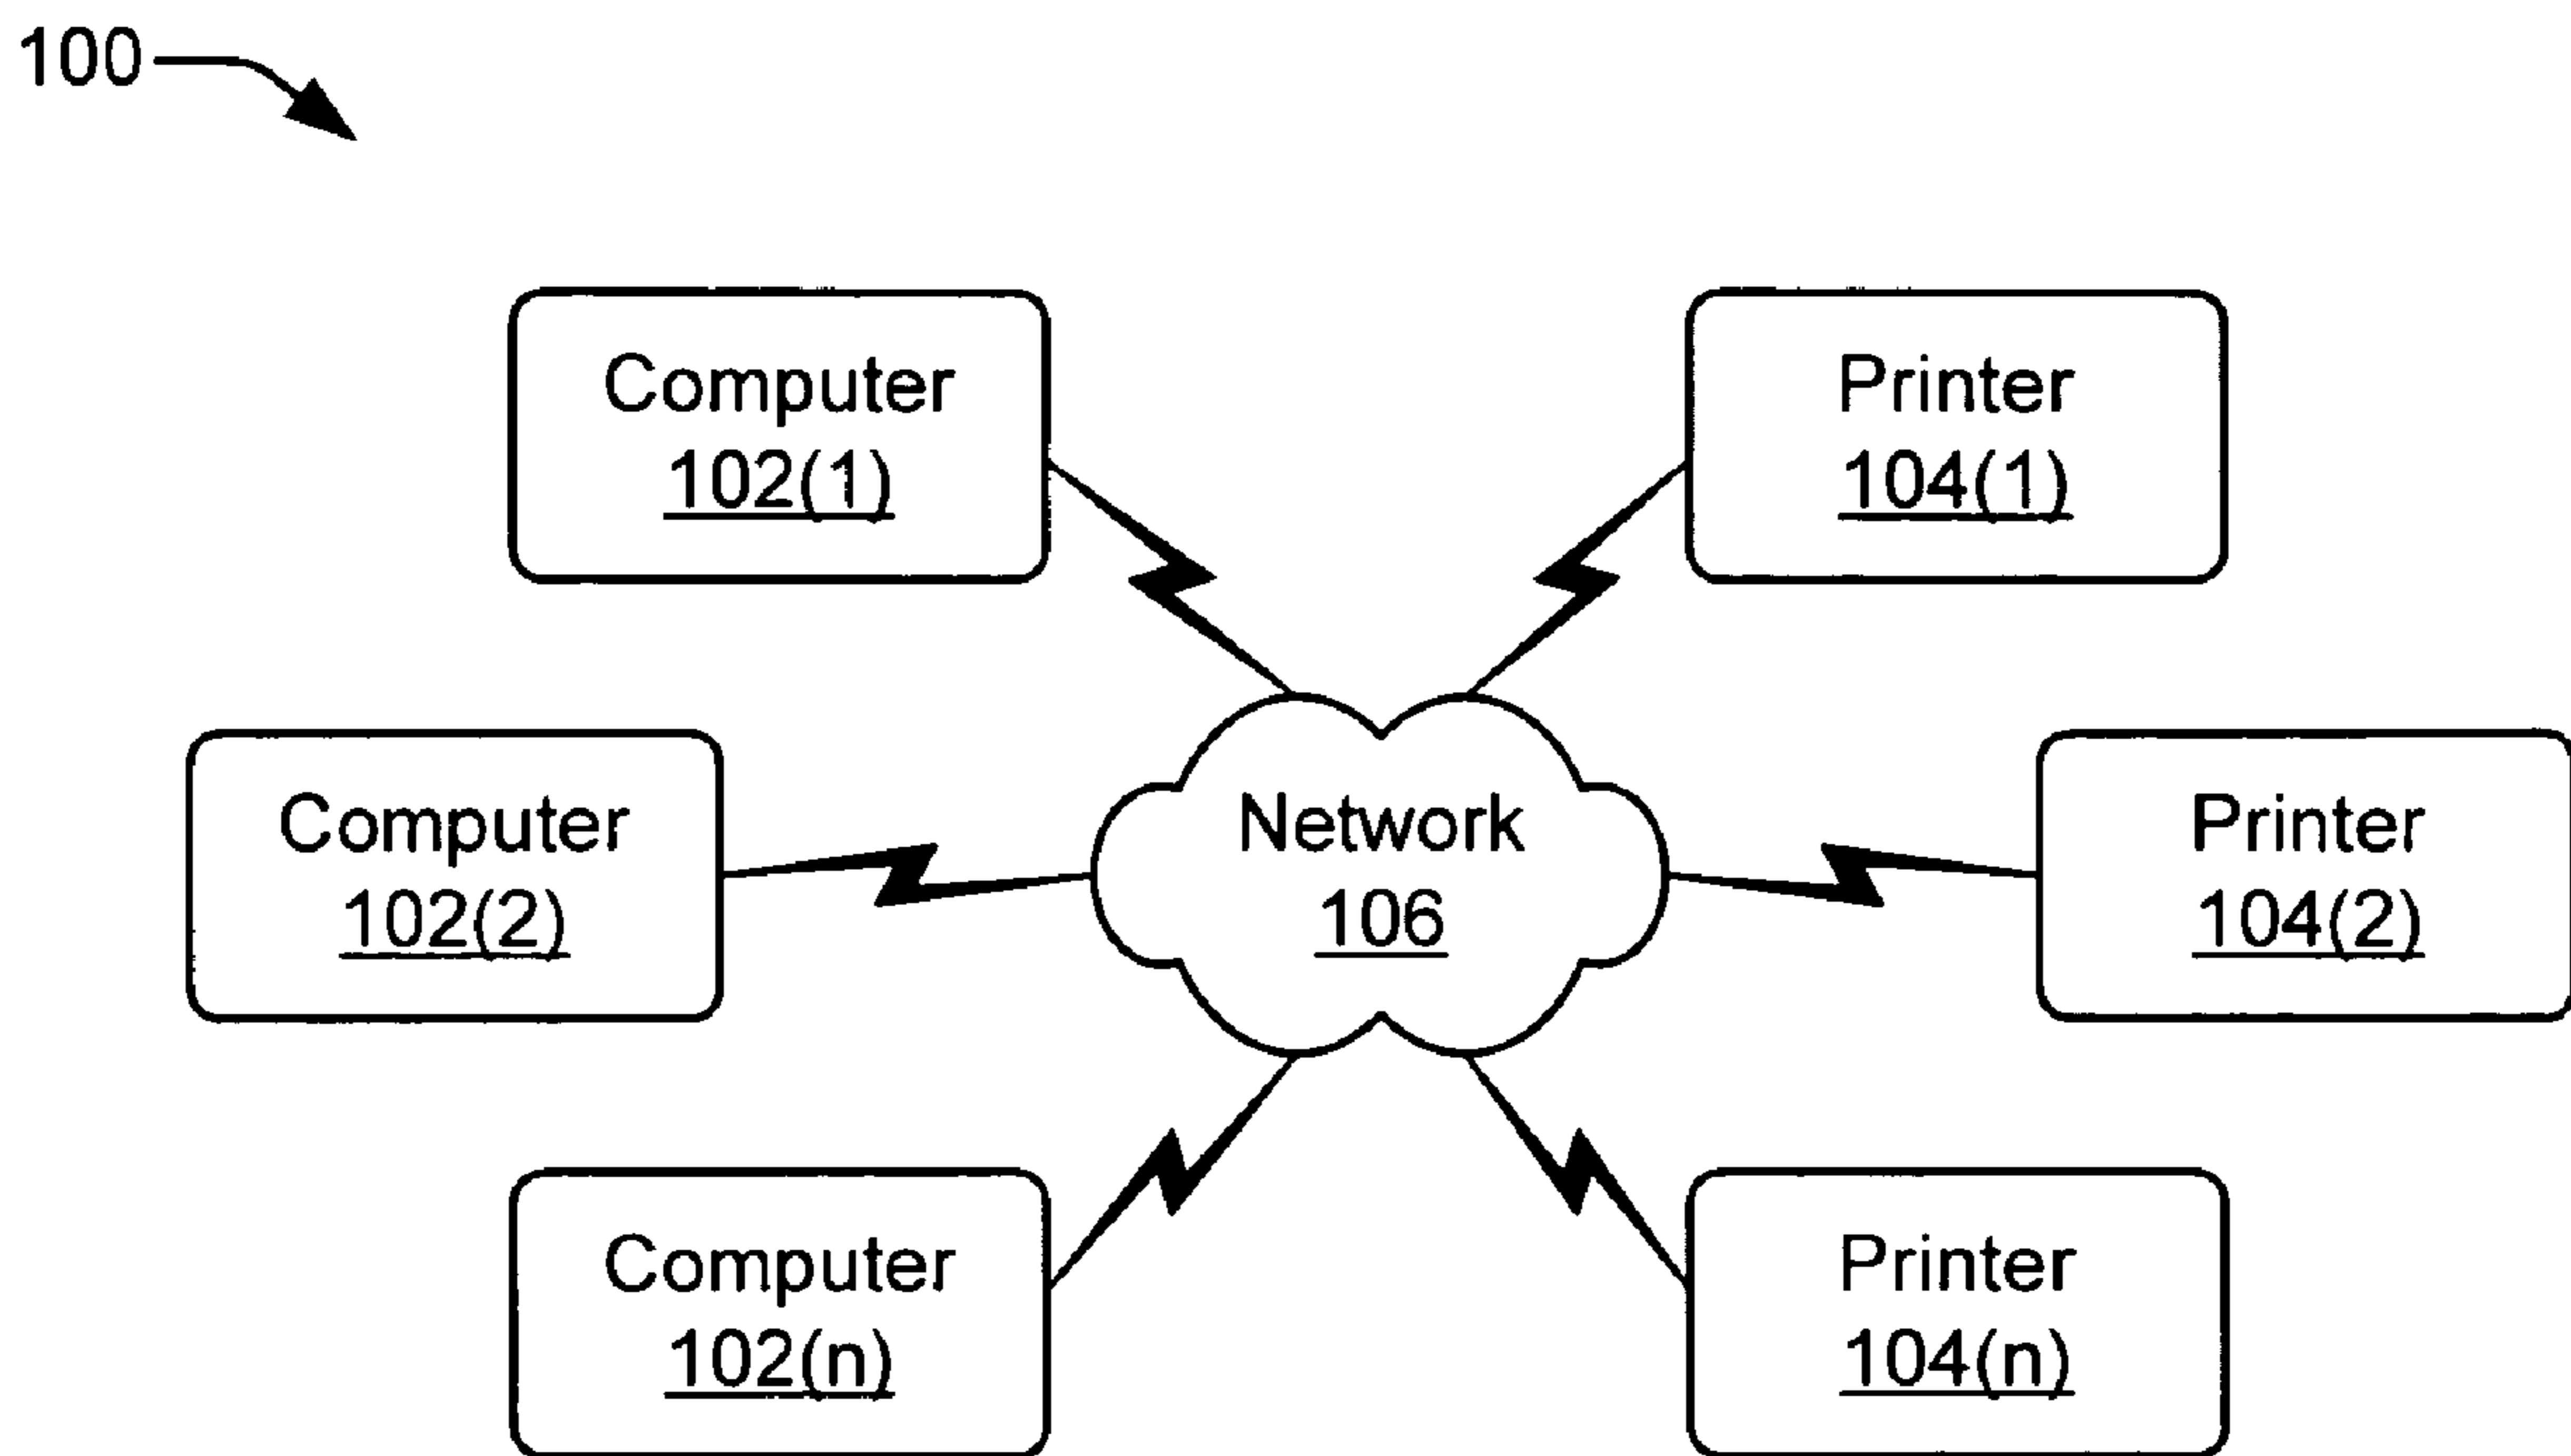 100
Computer
102(1)
Printer
104(1)
Computer
102(2)
Network
106
Printer
104(2)
Computer
102(n)
Printer
104(n)